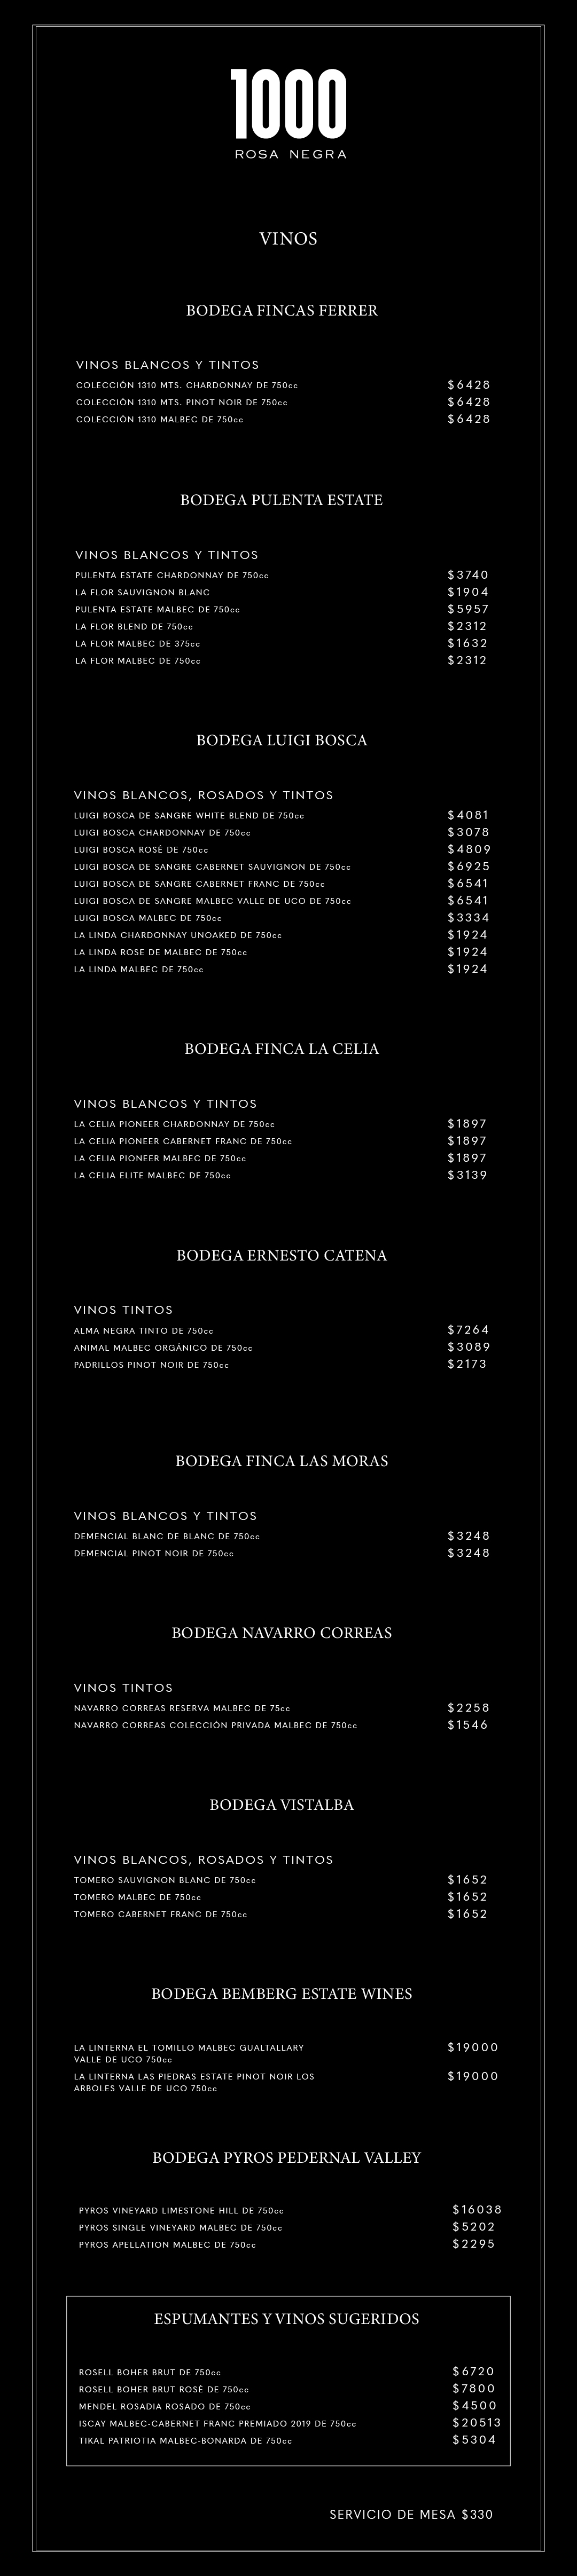 1000
ROSA NEGRA
VINOS
BODEGA FINCAS FERRER
VINOS BLANCOS Y TINTOS
COLECCIÓN 1310 MTS. CHARDONNAY DE 750cc $6428
COLECCIÓN 1310 MTS. PINOT NOIR DE 750cc $6428
COLECCIÓN 1310 MALBEC DE 750cc $6428
BODEGA PULENTA ESTATE
VINOS BLANCOS Y TINTOS
PULENTA ESTATE CHARDONNAY DE 750cc $3740
LA FLOR SAUVIGNON BLANC $1904
PULENTA ESTATE MALBEC DE 750cc $5957
LA FLOR BLEND DE 750cc $2312
LA FLOR MALBEC DE 375cc $1632
LA FLOR MALBEC DE 750cc $2312
BODEGA LUIGI BOSCA
VINOS BLANCOS, ROSADOS Y TINTOS
LUIGI BOSCA DE SANGRE WHITE BLEND DE 750cc $4081
LUIGI BOSCA CHARDONNAY DE 750cc $3078
LUIGI BOSCA ROSÉ DE 750cc $4809
LUIGI BOSCA DE SANGRE CABERNET SAUVIGNON DE 750cc $6925
LUIGI BOSCA DE SANGRE CABERNET FRANC DE 750cc $6541
LUIGI BOSCA DE SANGRE MALBEC VALLE DE UCO DE 750cc $6541
LUIGI BOSCA MALBEC DE 750cc $3334
LA LINDA CHARDONNAY UNOAKED DE 750cc $1924
LA LINDA ROSE DE MALBEC DE 750cc $1924
LA LINDA MALBEC DE 750cc $1924
BODEGA FINCA LA CELIA
VINOS BLANCOS Y TINTOS
LA CELIA PIONEER CHARDONNAY DE 750cc $1897
LA CELIA PIONEER CABERNET FRANC DE 750cc $1897
LA CELIA PIONEER MALBEC DE 750cc $1897
LA CELIA ELITE MALBEC DE 750cc $3139
BODEGA ERNESTO CATENA
VINOS TINTOS
ALMA NEGRA TINTO DE 750cc $7264
ANIMAL MALBEC ORGÁNICO DE 750cc $3089
PADRILLOS PINOT NOIR DE 750cc $2173
BODEGA FINCA LAS MORAS
VINOS BLANCOS Y TINTOS
DEMENCIAL BLANC DE BLANC DE 750cc $3248
DEMENCIAL PINOT NOIR DE 750cc $3248
BODEGA NAVARRO CORREAS
VINOS TINTOS
NAVARRO CORREAS RESERVA MALBEC DE 75cc $2258
NAVARRO CORREAS COLECCIÓN PRIVADA MALBEC DE 750cc $1546
BODEGA VISTALBA
VINOS BLANCOS, ROSADOS Y TINTOS
TOMERO SAUVIGNON BLANC DE 750cc $1652
TOMERO MALBEC DE 750cc $1652
TOMERO CABERNET FRANC DE 750cc $1652
BODEGA BEMBERG ESTATE WINES
LA LINTERNA EL TOMILLO MALBEC GUALTALLARY $19000
VALLE DE UCO 750cc
LA LINTERNA LAS PIEDRAS ESTATE PINOT NOIR LOS $19000
ARBOLES VALLE DE UCO 750cc
BODEGA PYROS PEDERNAL VALLEY
PYROS VINEYARD LIMESTONE HILL DE 750cc $16038
PYROS SINGLE VINEYARD MALBEC DE 750cc $5202
PYROS APELLATION MALBEC DE 750cc $2295
ESPUMANTES Y VINOS SUGERIDOS
ROSELL BOHER BRUT DE 750cc $6720
ROSELL BOHER BRUT ROSÉ DE 750cc $7800
MENDEL ROSADIA ROSADO DE 750cc $4500
ISCAY MALBEC-CABERNET FRANC PREMIADO 2019 DE 750cc $20513
TIKAL PATRIOTIA MALBEC-BONARDA DE 750cc $5304
SERVICIO DE MESA $330